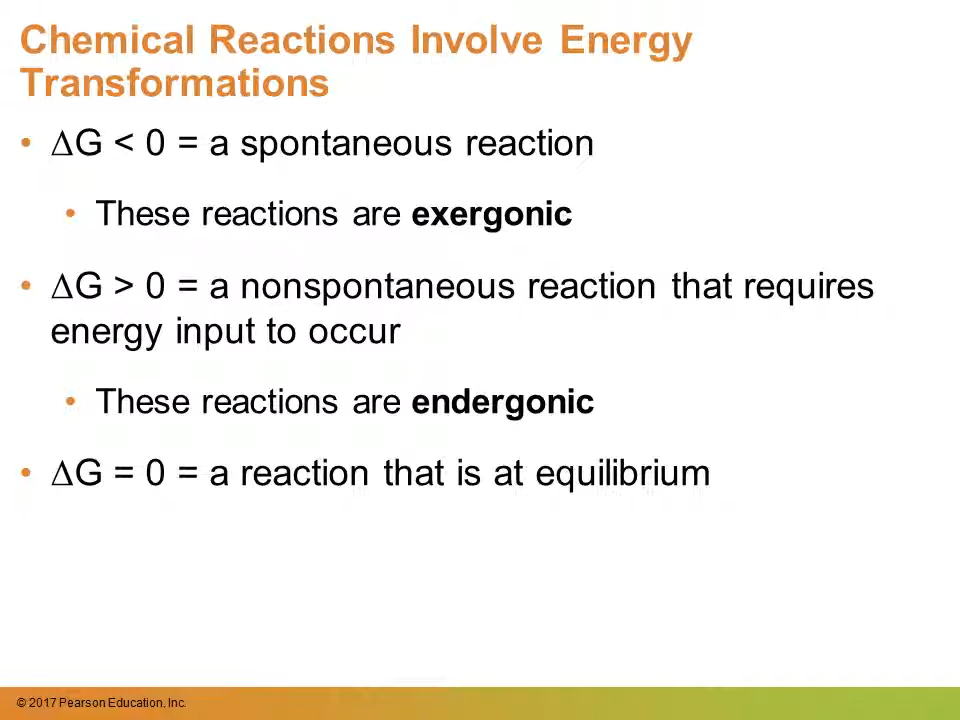 Chemical Reactions Involve Energy
Transformations
• ∆G < 0 = a spontaneous reaction
• These reactions are exergonic
• ∆G > 0 = a nonspontaneous reaction that requires
energy input to occur
• These reactions are endergonic
• ∆G = 0 = a reaction that is at equilibrium
© 2017 Pearson Education, Inc.